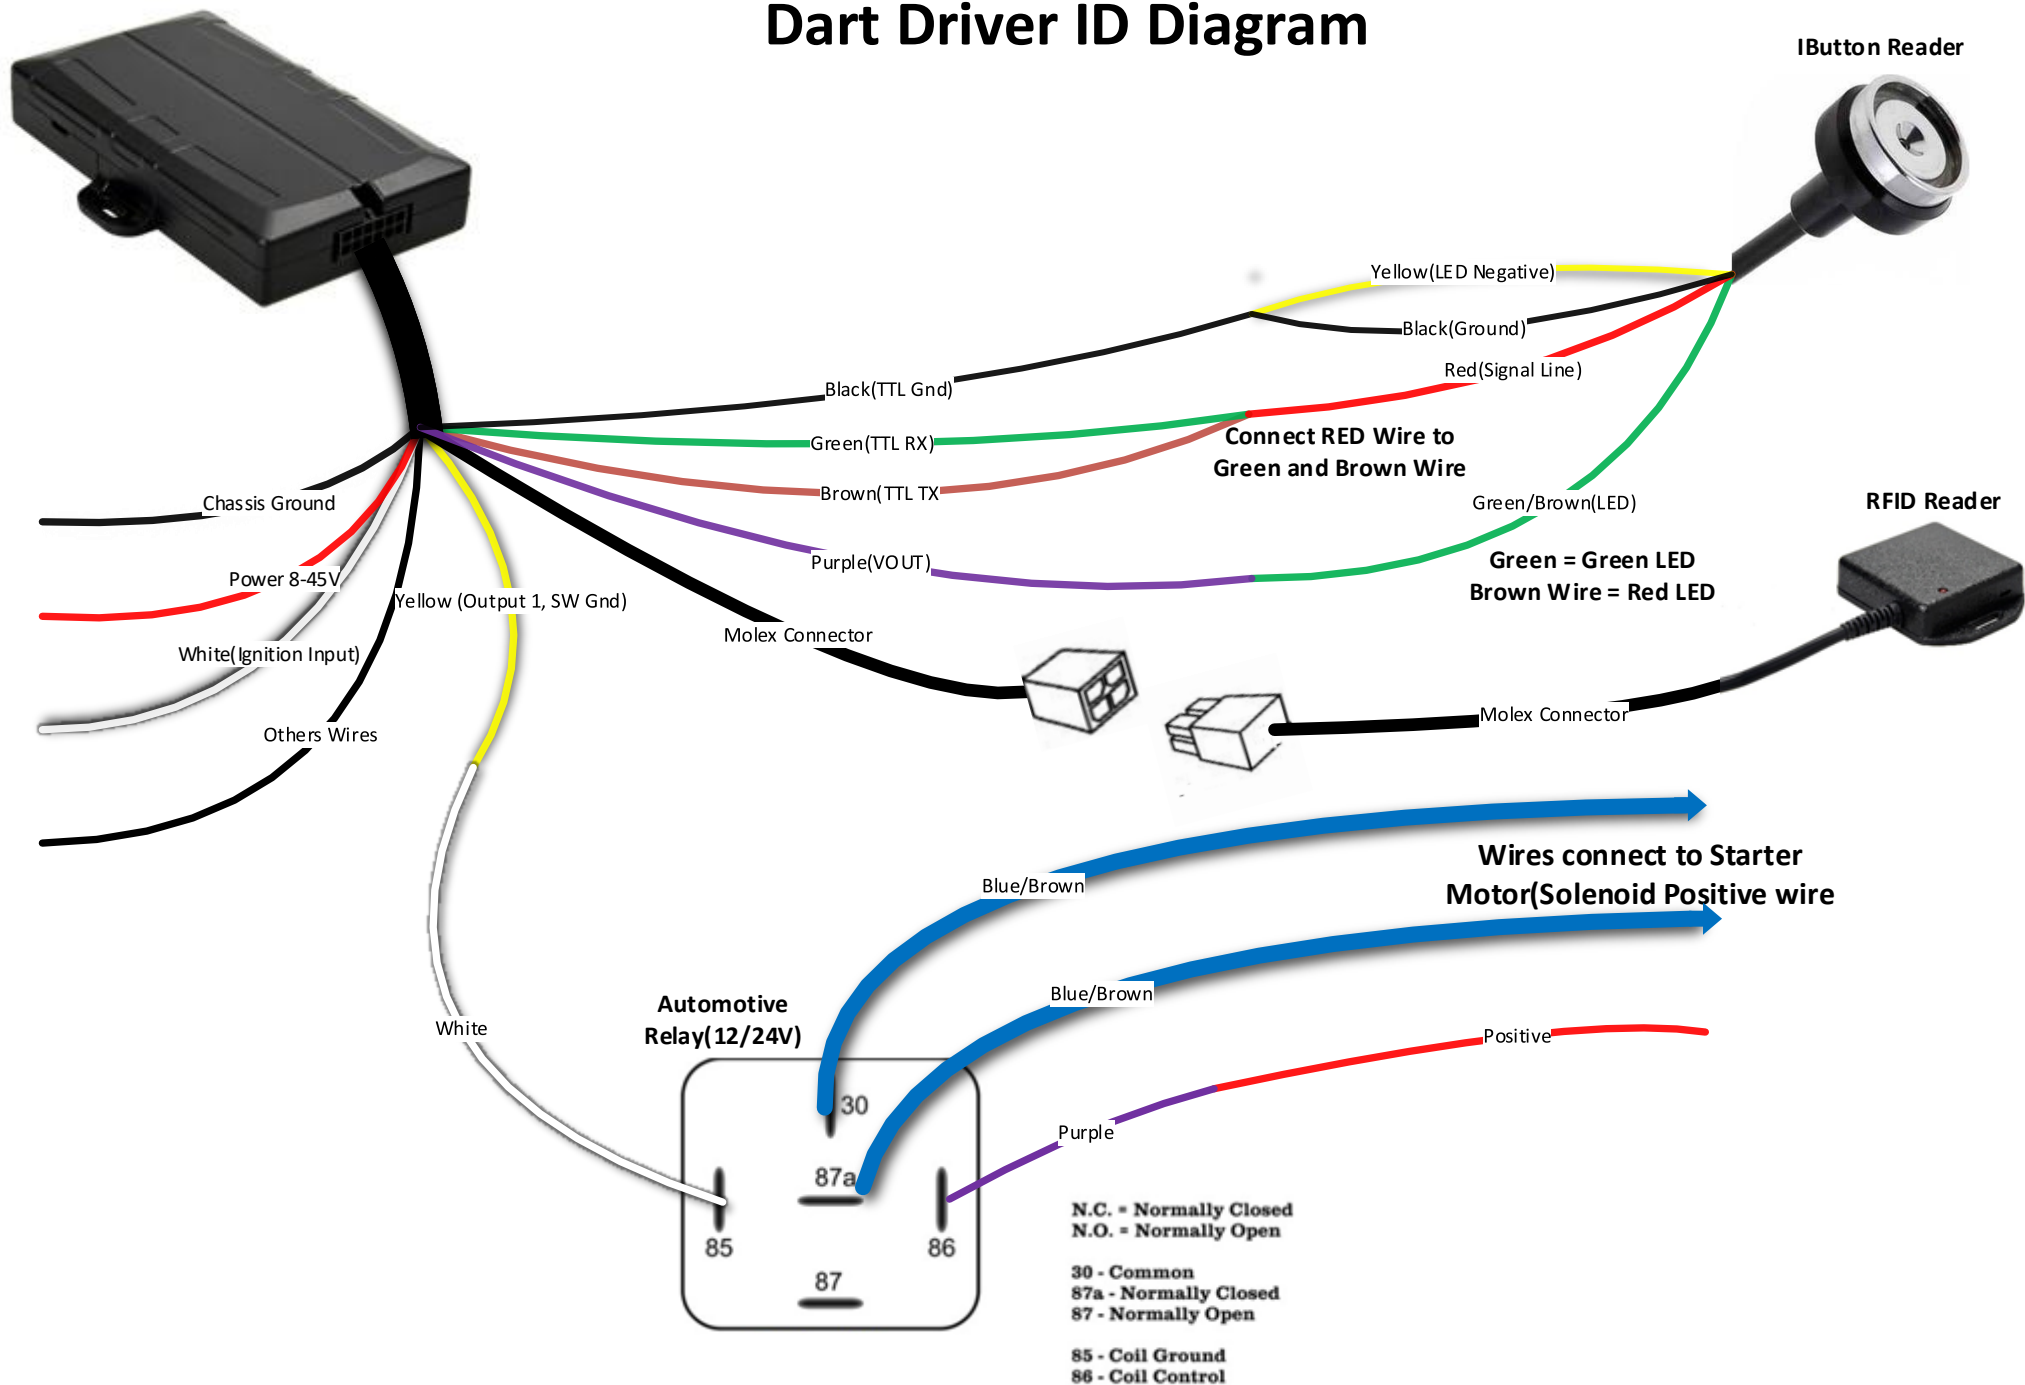 Dart Driver ID Diagram
IButton Reader
Yellow(LED Negative)
Black(Ground)
Red(Signal Line)
Black(TTL Gnd)
Green(TTL RX)
Connect RED Wire to
Green and Brown Wire
Brown(TTL TX
Green/Brown(LED)
Purple(VOUT)
Green = Green LED
Brown Wire = Red LED
RFID Reader
Chassis Ground
Power 8-45V
Yellow (Output 1, SW Gnd)
White(Ignition Input)
Others Wires
Molex Connector
Molex Connector
Blue/Brown
Wires connect to Starter
Motor(Solenoid Positive wire
Blue/Brown
White
Automotive
Relay(12/24V)
Positive
Purple
30
87a
85
86
87
N.C. = Normally Closed
N.O. = Normally Open
30 - Common
87a - Normally Closed
87 - Normally Open
85 - Coil Ground
86 - Coil Control